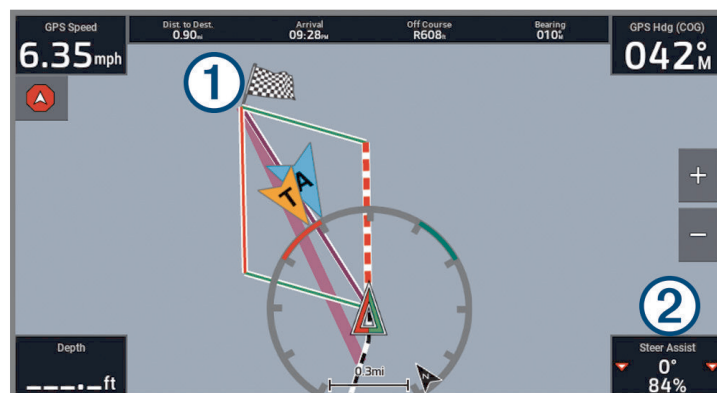 GPS Speed
6.35mph
Dist. to Dest.
0.90mi
Arrival
09:28PM
Off Course
R608ft
Bearing
010°M
GPS Hdg (COG)
042°M
1
T
A
+
−
2
Depth
___.-ft
0.3mi
N
Steer Assist
0°
84%